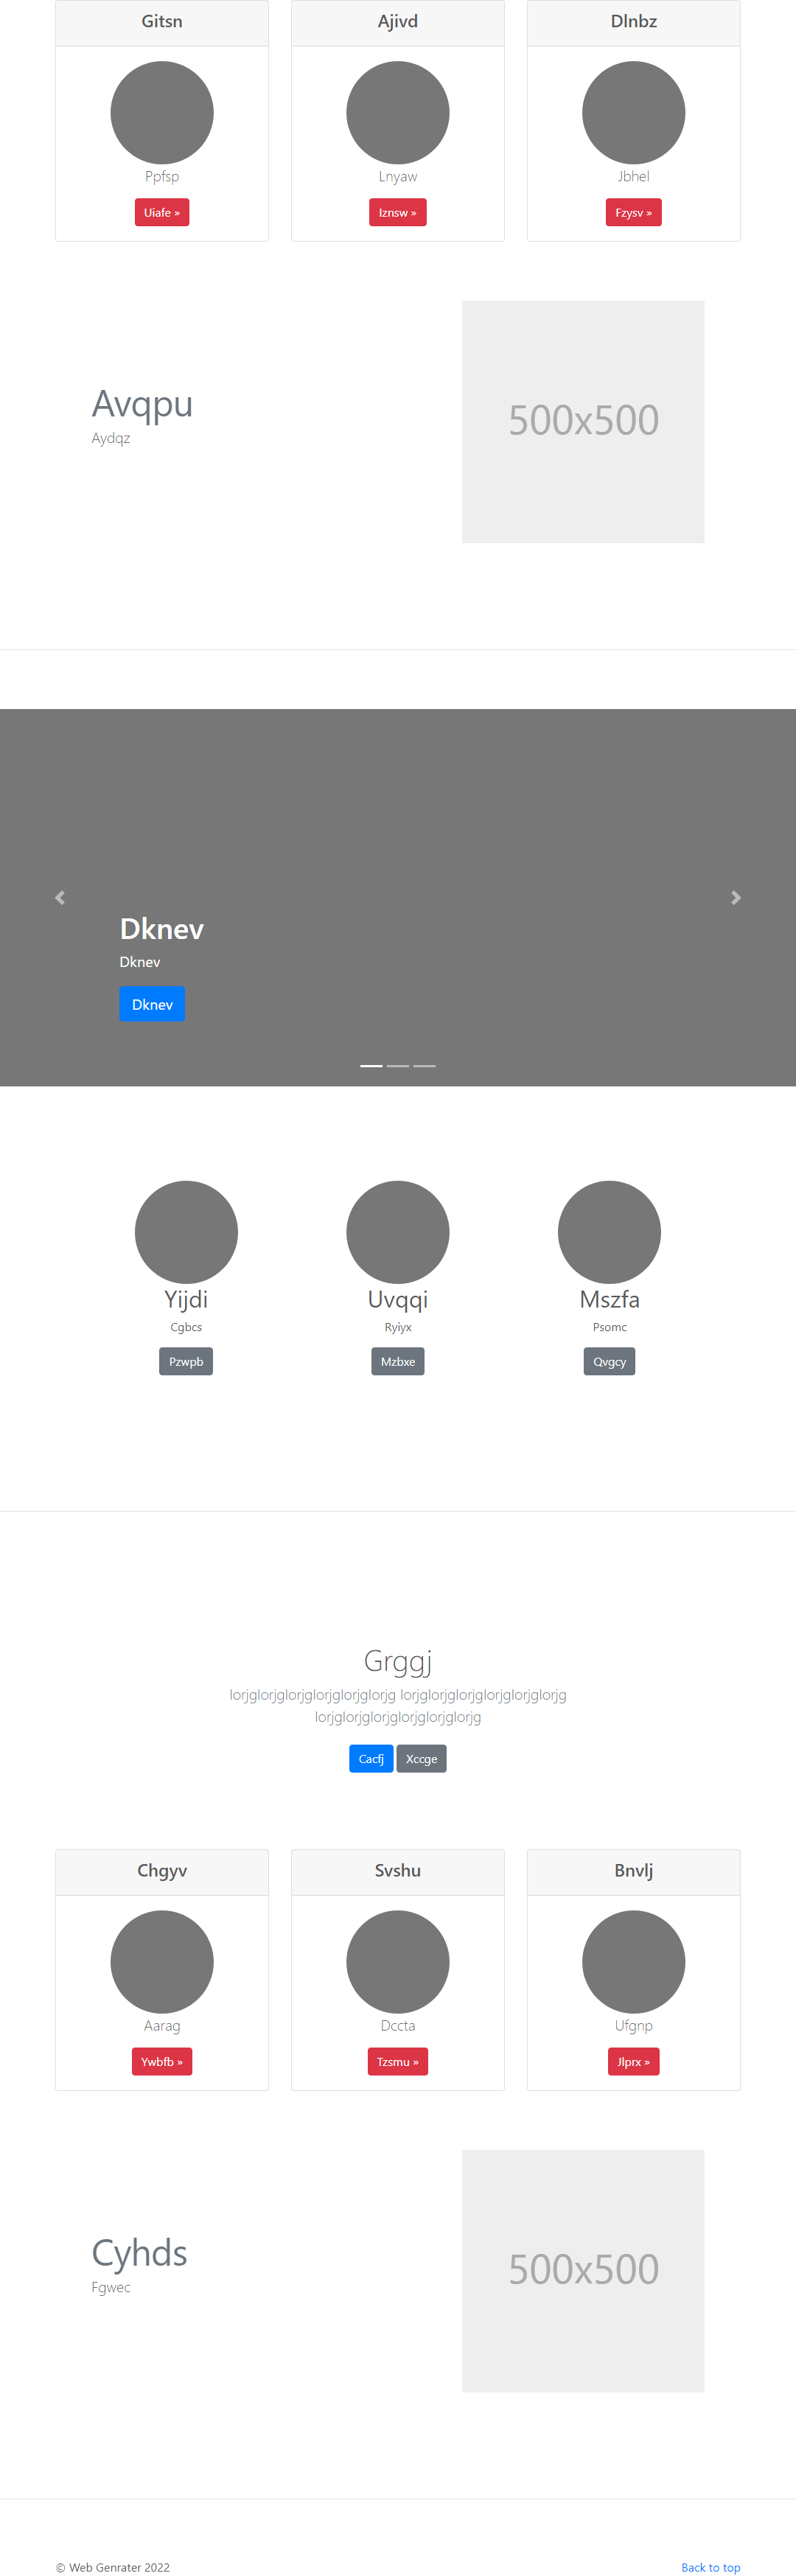 Gitsn
Ajivd
Dlnbz
Ppfsp
Lnyaw
Jbhel
Uiafe »
Iznsw »
Fzysv »
Avqpu
Aydqz
500x500
Dknev
Dknev
Dknev
Yijdi
Uvqqi
Mszfa
Cgbcs
Ryiyx
Psomc
Pzwpb
Mzbxe
Qvgcy
Grggj
lorjglorjglorjglorjglorjglorjg lorjglorjglorjglorjglorjglorjg
lorjglorjglorjglorjglorjglorjg
Cacfj Xccge
Chgyv
Svshu
Bnvlj
Aarag
Dccta
Ufgnp
Ywbfb »
Tzsmu »
Jlprx »
Cyhds
Fgwec
500x500
© Web Genrater 2022
Back to top